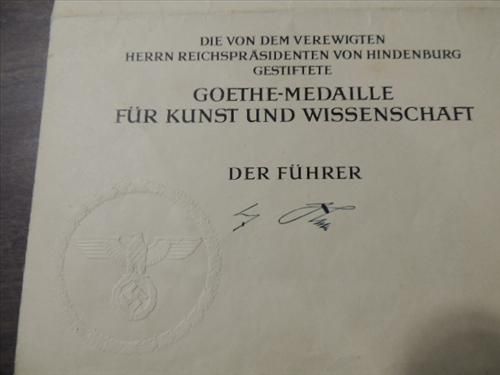 DIE VON DEM VEREWIGTEN
HERRN REICHSPRÄSIDENTEN VON HINDENBURG
GESTIFTETE
GOETHE-MEDAILLE
FÜR KUNST UND WISSENSCHAFT
DER FÜHRER